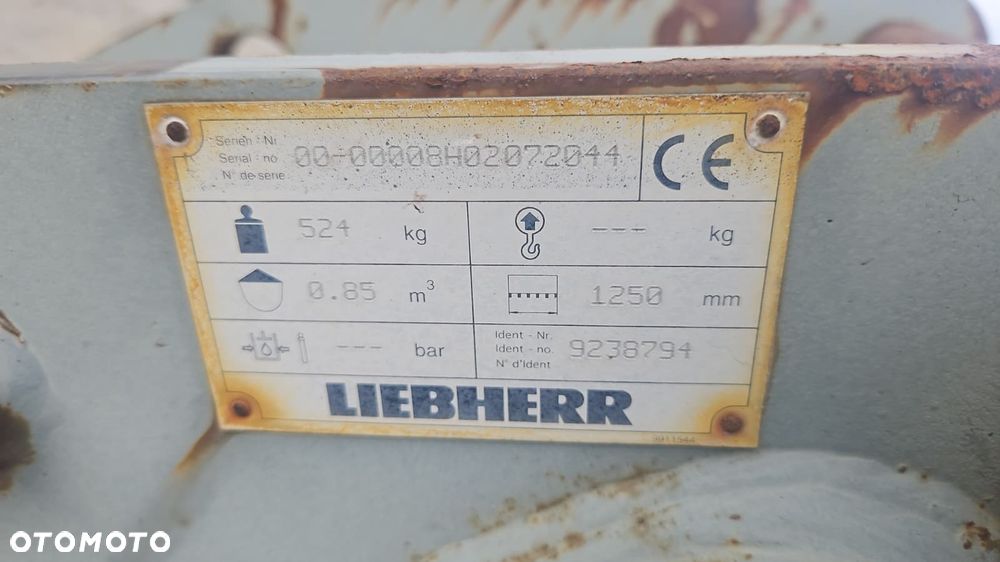 Serien - Nr.
Serial - no
N° de serie
00-00008H02072044
CE
524 kg
--- kg
0.85 m³
1250 mm
--- bar
Ident - Nr.
Ident - no.
N° d'Ident
9238794
LIEBHERR
9911544
OTOMOTO